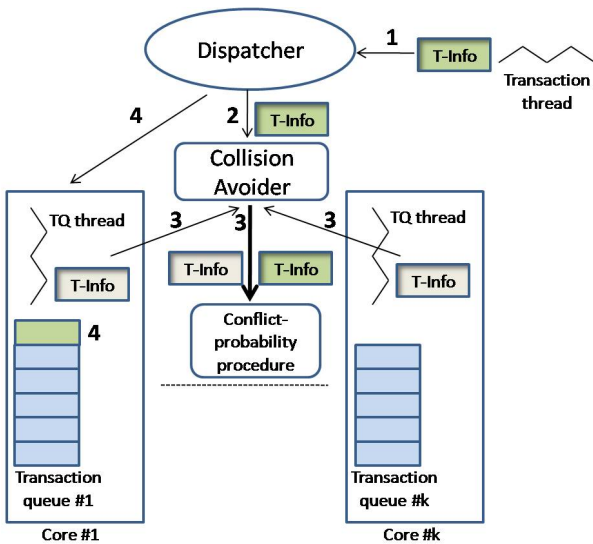 Dispatcher
1
T-Info
Transaction
thread
4
2
T-Info
Collision
Avoider
TQ thread
3
3
3
TQ thread
T-Info
T-Info
T-Info
T-Info
Conflict-
probability
procedure
4
Transaction
queue #1
Transaction
queue #k
Core #1
Core #k